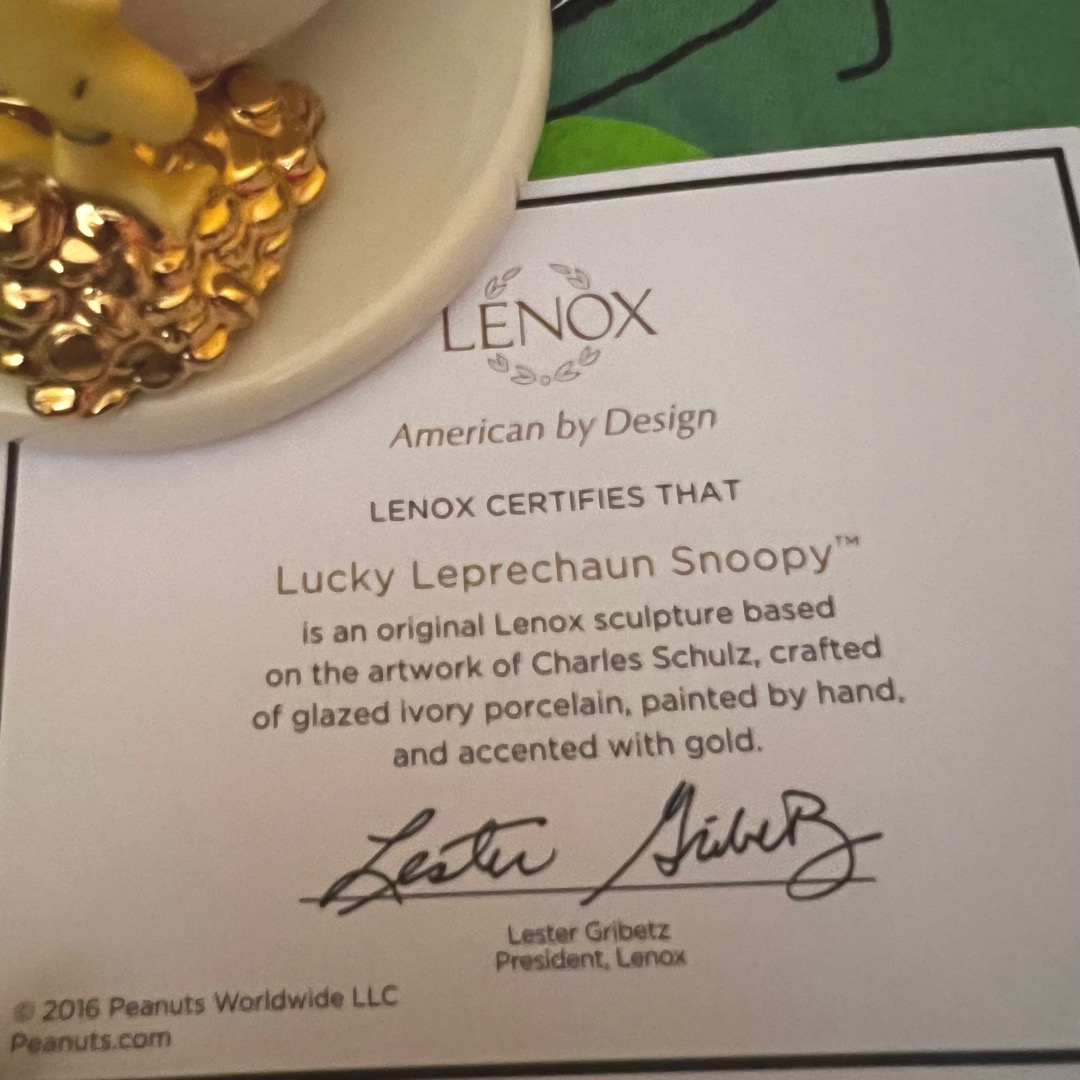 LENOX
American by Design
LENOX CERTIFIES THAT
Lucky Leprechaun Snoopy™
is an original Lenox sculpture based
on the artwork of Charles Schulz, crafted
of glazed ivory porcelain, painted by hand,
and accented with gold.
Lester Gribetz
Lester Gribetz
President, Lenox
© 2016 Peanuts Worldwide LLC
Peanuts.com